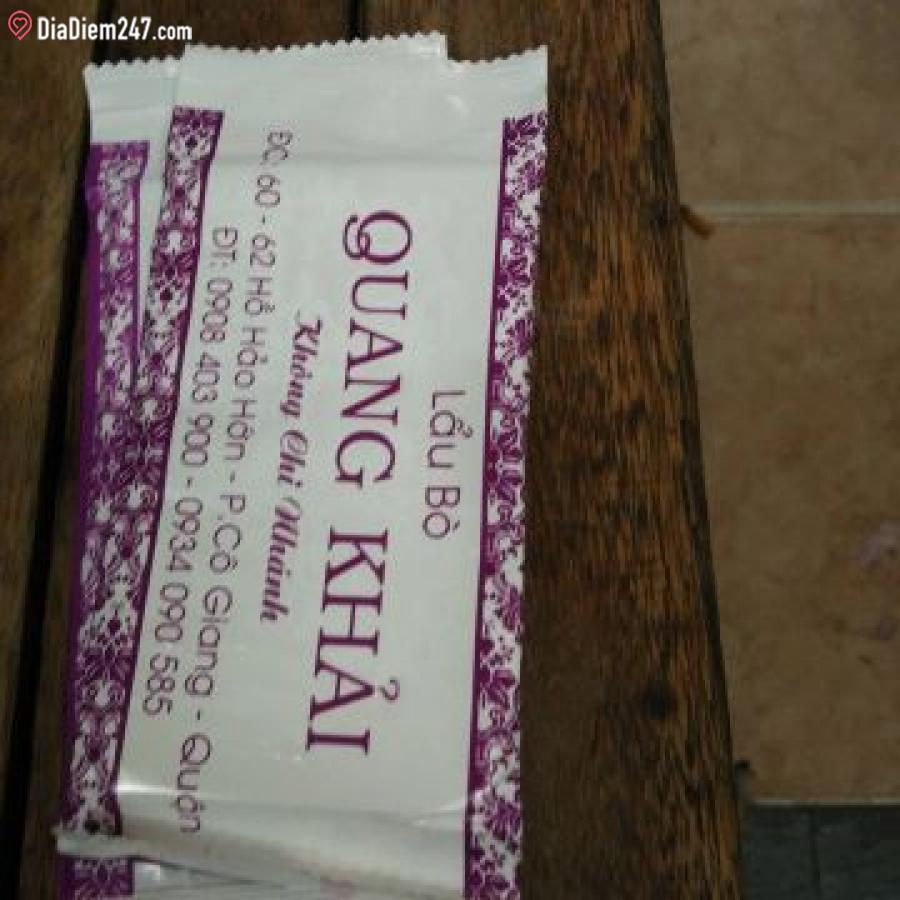 DiaDiem247.com
Lẩu Bò
QUANG KHẢI
Không Chi Nhánh
ĐC: 60 - 62 Hồ Hảo Hớn - P.Cô Giang - Quận
ĐT: 0908 403 900 - 0934 090 585